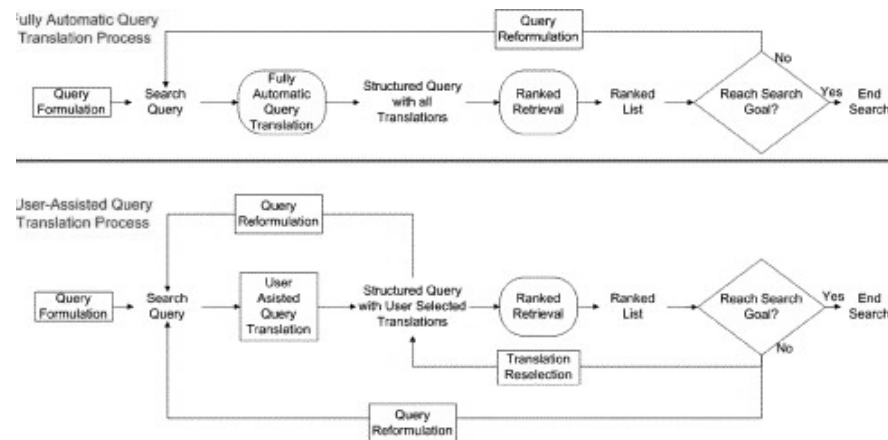 Fully Automatic Query
Translation Process
Query
Reformulation
No
Query
Formulation
Search
Query
Fully
Automatic
Query
Translation
Structured Query
with all
Translations
Ranked
Retrieval
Ranked
List
Reach Search
Goal?
Yes
End
Search
User-Assisted Query
Translation Process
Query
Reformulation
Query
Formulation
Search
Query
User
Asisted
Query
Translation
Structured Query
with User Selected
Translations
Ranked
Retrieval
Ranked
List
Reach Search
Goal?
Yes
End
Search
No
Translation
Reselection
Query
Reformulation